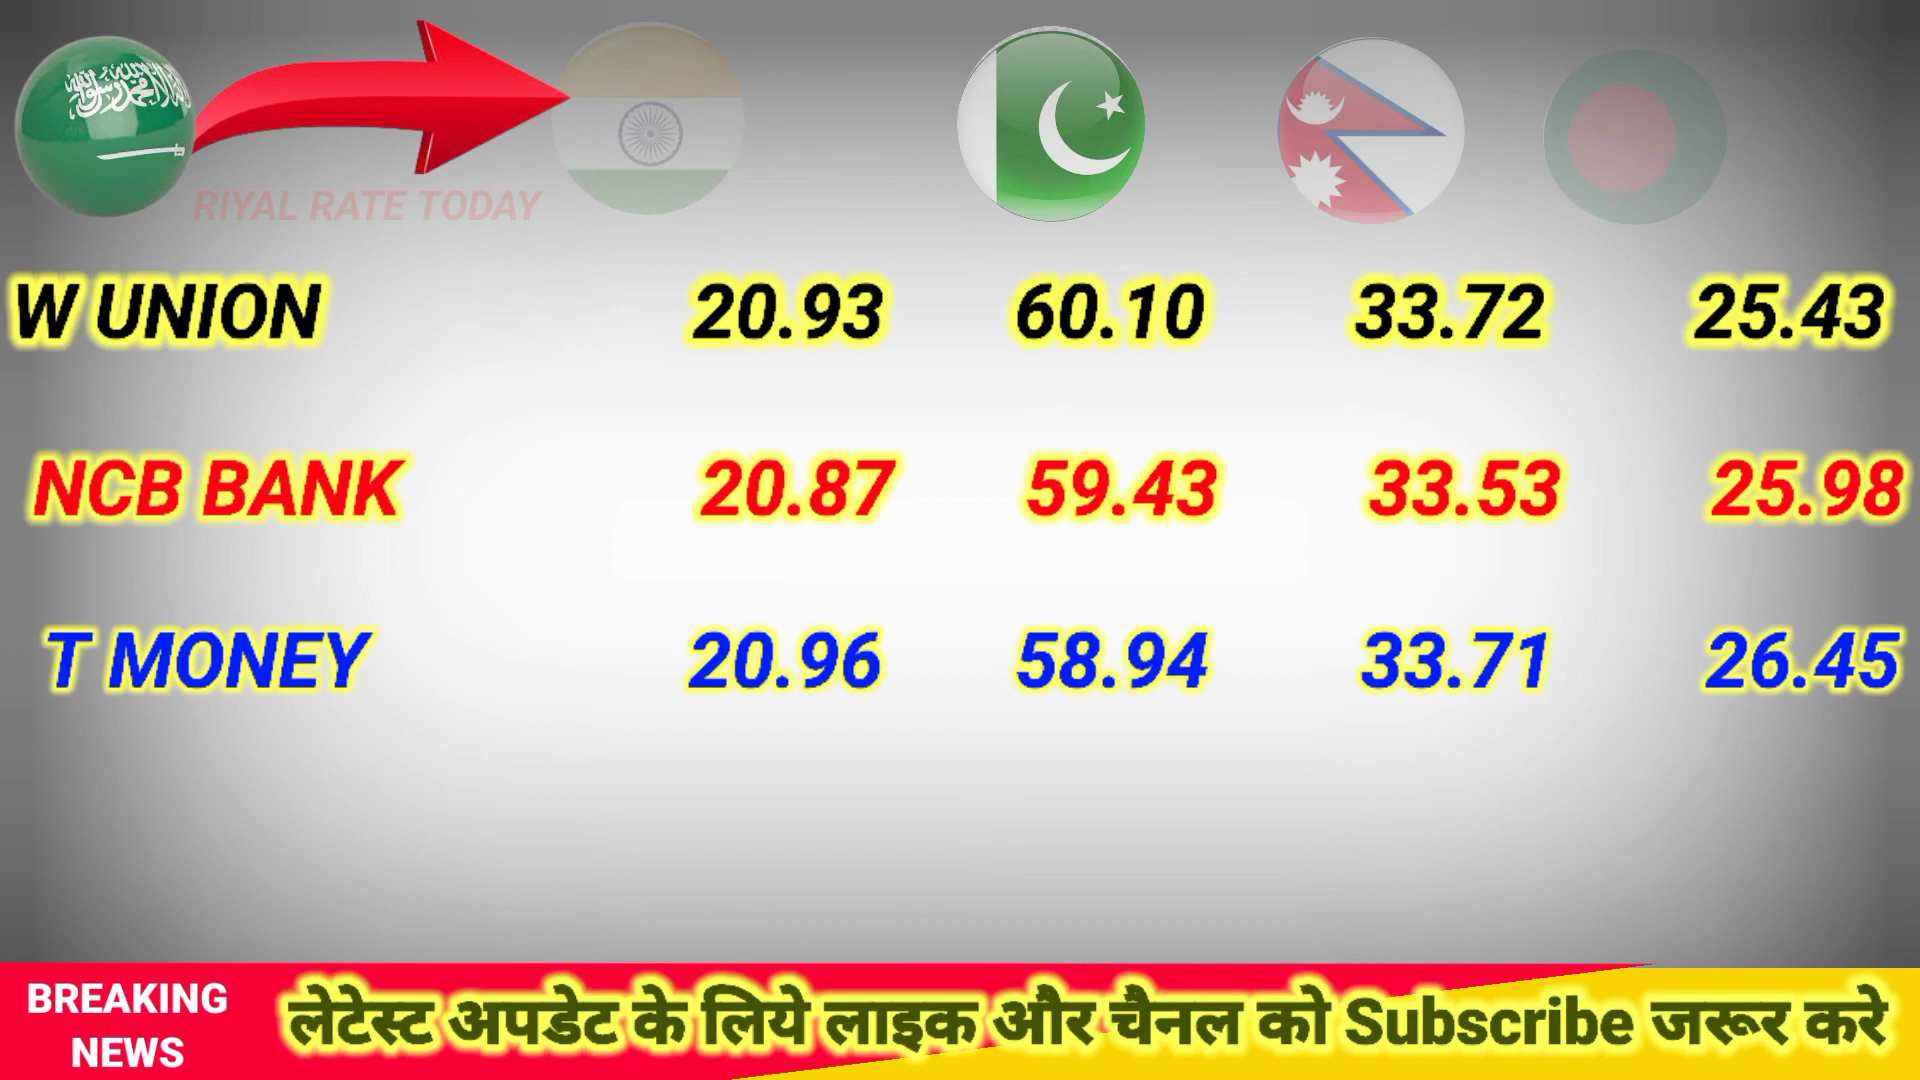 RIYAL RATE TODAY
W UNION 20.93 60.10 33.72 25.43
NCB BANK 20.87 59.43 33.53 25.98
T MONEY 20.96 58.94 33.71 26.45
BREAKING
NEWS
लेटेस्ट अपडेट के लिये लाइक और चैनल को Subscribe जरूर करे